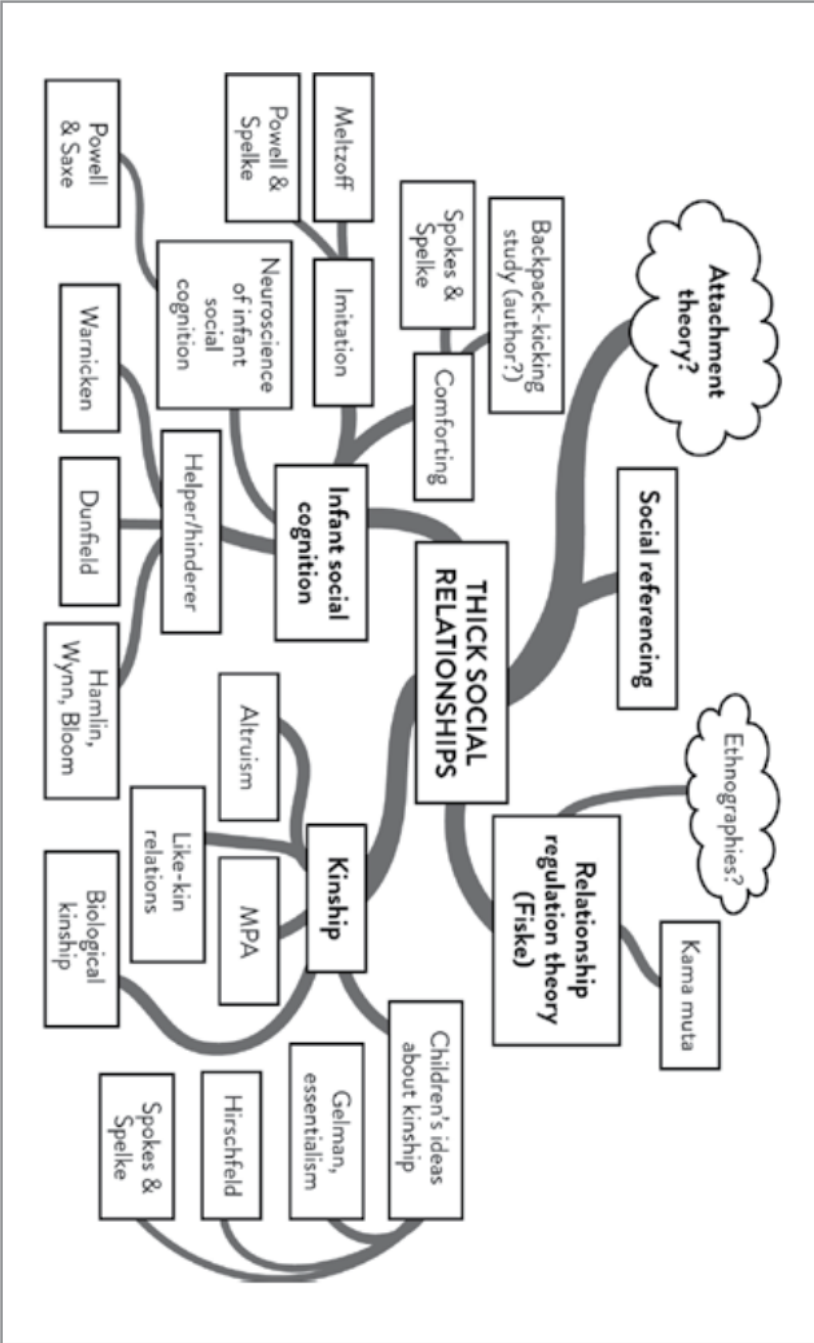 Attachment
theory?
Ethnographies?
Social referencing
Kama muta
Relationship
regulation theory
(Fiske)
Backpack-kicking
study (author?)
THICK SOCIAL
RELATIONSHIPS
Spokes &
Spelke
Comforting
Children's ideas
about kinship
Meltzoff
Imitation
Infant social
cognition
Kinship
Gelman,
essentialism
Powell &
Spelke
Neuroscience
of infant
social
cognition
Altruism
MPA
Hirschfeld
Helper/hinderer
Like-kin
relations
Spokes &
Spelke
Powell
& Saxe
Warnicken
Dunfield
Hamlin,
Wynn, Bloom
Biological
kinship